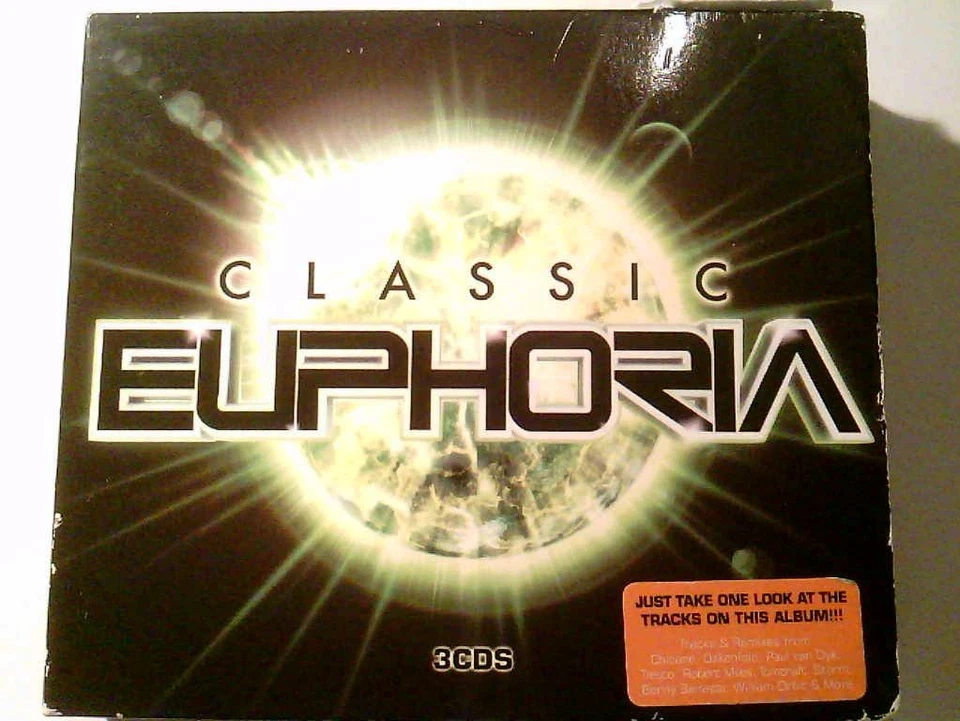 CLASSIC
EUPHORIA
3CDS
JUST TAKE ONE LOOK AT THE
TRACKS ON THIS ALBUM!!!
Tracks & Remixes from
Chicane, Oakenfold, Paul van Dyk,
Tiesto, Robert Miles, Tomcraft, Storm,
Benny Benassi, William Orbit & More